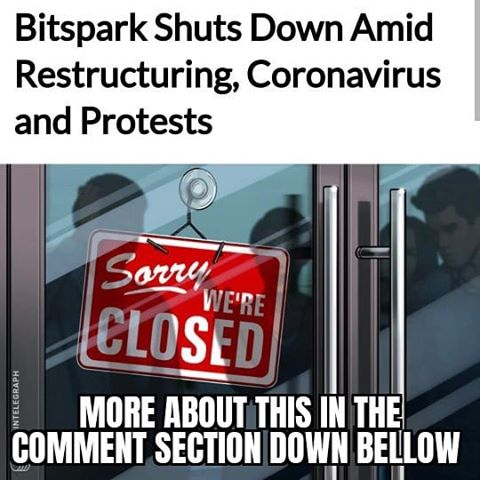 Bitspark Shuts Down Amid
Restructuring, Coronavirus
and Protests
Sorry
WE'RE
CLOSED
INTELEGRAPH
MORE ABOUT THIS IN THE
COMMENT SECTION DOWN BELLOW